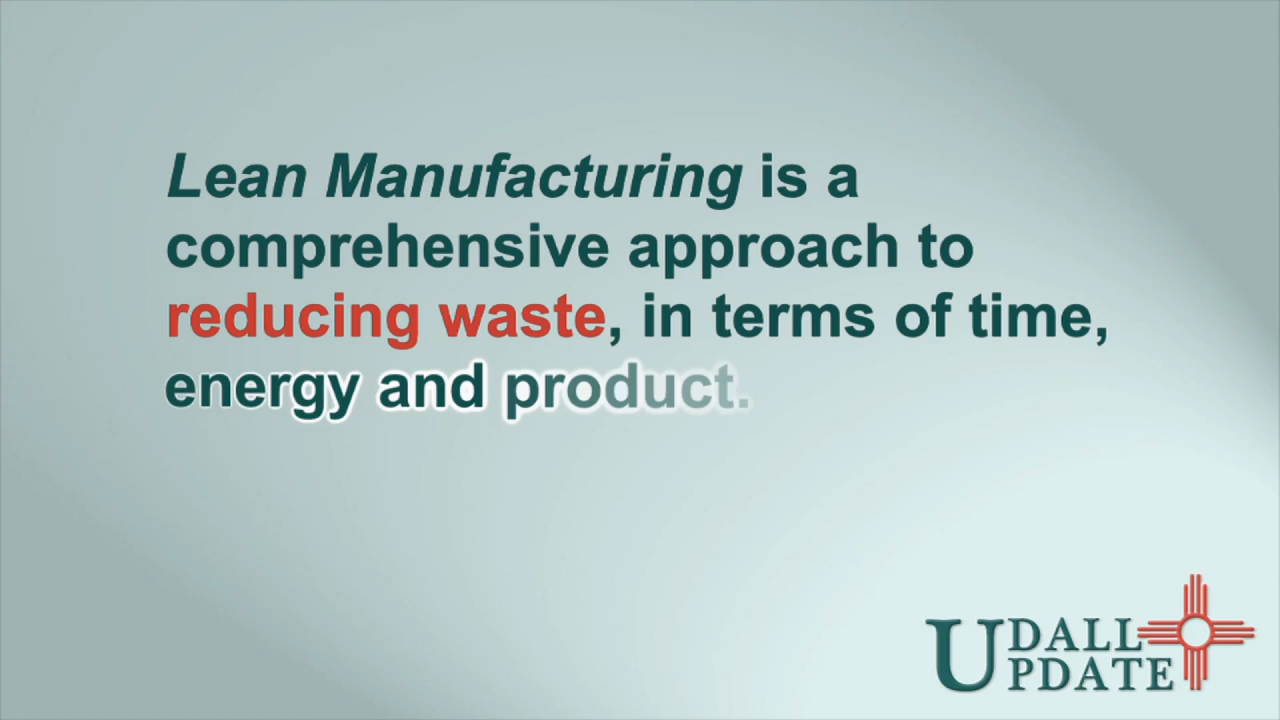 Lean Manufacturing is a
comprehensive approach to
reducing waste, in terms of time,
energy and product.
UDALL
UPDATE